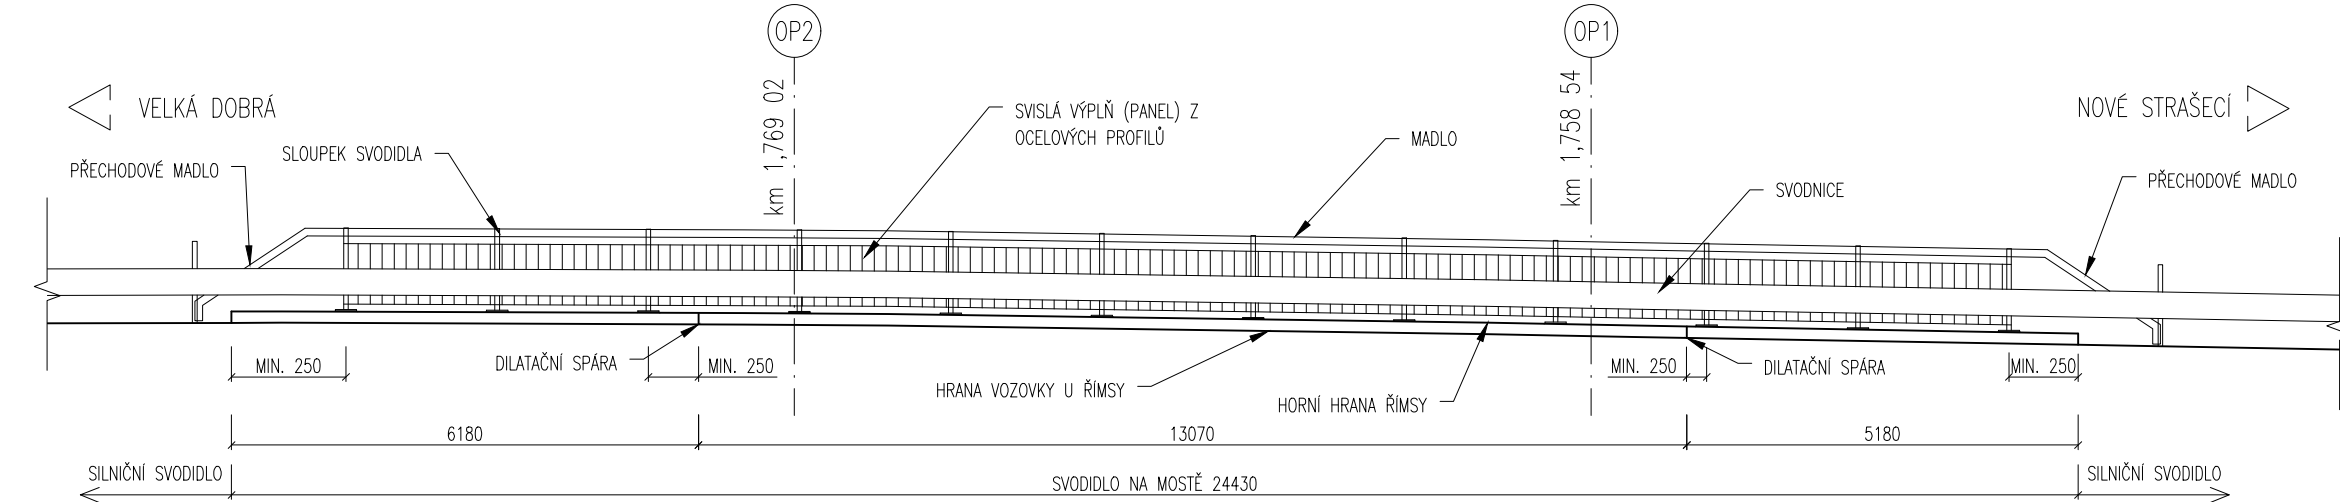 OP2
OP1
km 1,769 02
km 1,758 54
VELKÁ DOBRÁ
NOVÉ STRAŠECÍ
SVISLÁ VÝPLŇ (PANEL) Z
OCELOVÝCH PROFILŮ
MADLO
SLOUPEK SVODIDLA
PŘECHODOVÉ MADLO
SVODNICE
PŘECHODOVÉ MADLO
MIN. 250
DILATAČNÍ SPÁRA
MIN. 250
HRANA VOZOVKY U ŘÍMSY
HORNÍ HRANA ŘÍMSY
MIN. 250
DILATAČNÍ SPÁRA
MIN. 250
6180
13070
5180
SILNIČNÍ SVODIDLO
SVODIDLO NA MOSTĚ 24430
SILNIČNÍ SVODIDLO